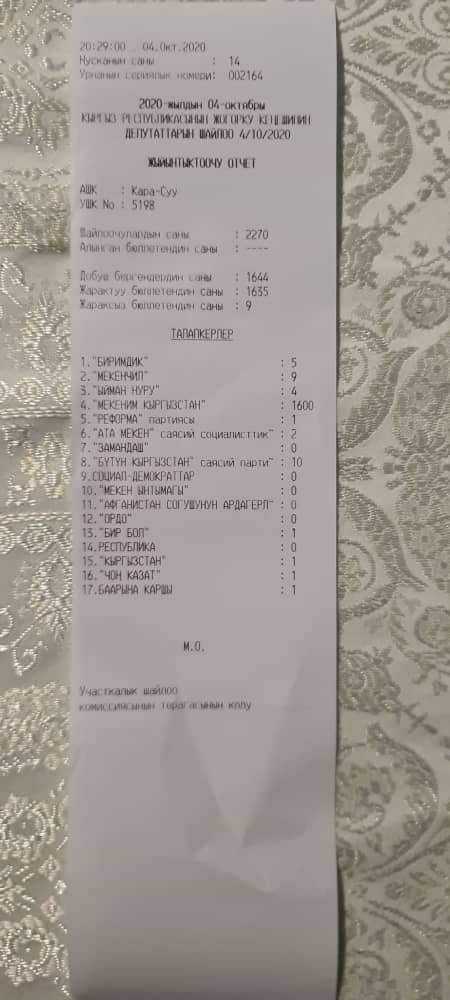 20:29:00 04.Окт.2020
Нусканын саны : 14
Урнанын сериялык номери: 002164
2020-жылдын 04-октябры
КЫРГЫЗ РЕСПУБЛИКАСЫНЫН ЖОГОРКУ КЕҢЕШИНИН
ДЕПУТАТТАРЫН ШАЙЛОО 4/10/2020
ЖЫЙЫНТЫКТООЧУ ОТЧЕТ
АШК : Кара-Суу
УШК No : 5198
Шайлоочулардын саны : 2270
Алынган бюллетендин саны : ----
Добуш бергендердин саны : 1644
Жарактуу бюллетендин саны : 1635
Жараксыз бюллетендин саны : 9
ТАЛАПКЕРЛЕР
1."БИРИМДИК" : 5
2."МЕКЕНЧИЛ" : 9
3."ЫЙМАН НУРУ" : 4
4."МЕКЕНИМ КЫРГЫЗСТАН" : 1600
5."РЕФОРМА" партиясы : 1
6."АТА МЕКЕН" саясий социалисттик~ : 2
7."ЗАМАНДАШ" : 0
8."БҮТҮН КЫРГЫЗСТАН" саясий парти~ : 10
9.СОЦИАЛ-ДЕМОКРАТТАР : 0
10."МЕКЕН ЫНТЫМАГЫ" : 0
11."АФГАНИСТАН СОГУШУНУН АРДАГЕРЛ~ : 0
12."ОРДО" : 0
13."БИР БОЛ" : 1
14.РЕСПУБЛИКА : 0
15."КЫРГЫЗСТАН" : 1
16."ЧОҢ КАЗАТ" : 1
17.БААРЫНА КАРШЫ : 1
М.О.
Участкалык шайлоо
комиссиясынын төрагасынын колу